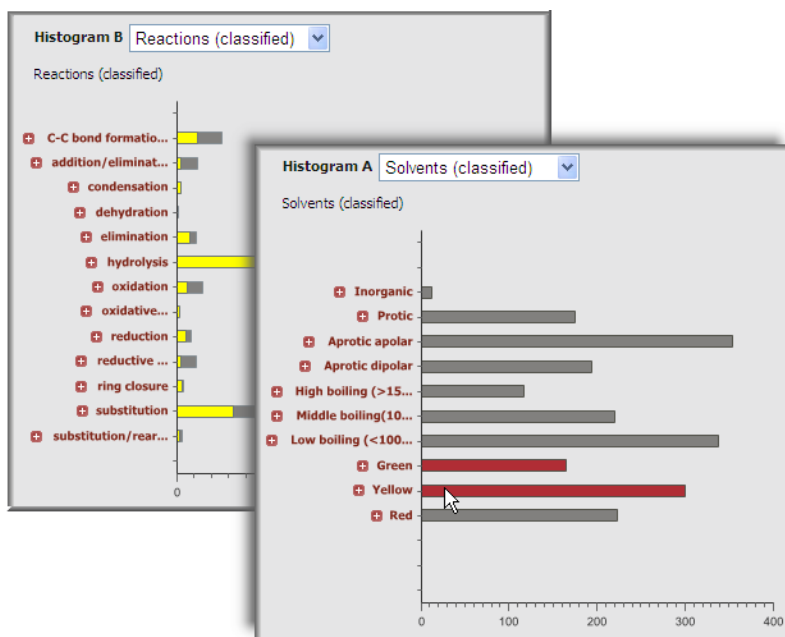 Histogram B Reactions (classified)
Reactions (classified)
C-C bond formatio...
addition/eliminat...
condensation
dehydration
elimination
hydrolysis
oxidation
oxidative...
reduction
reductive ...
ring closure
substitution
substitution/rear...
0
Histogram A Solvents (classified)
Solvents (classified)
Inorganic
Protic
Aprotic apolar
Aprotic dipolar
High boiling (>15...
Middle boiling(10...
Low boiling (<100...
Green
Yellow
Red
0 100 200 300 400